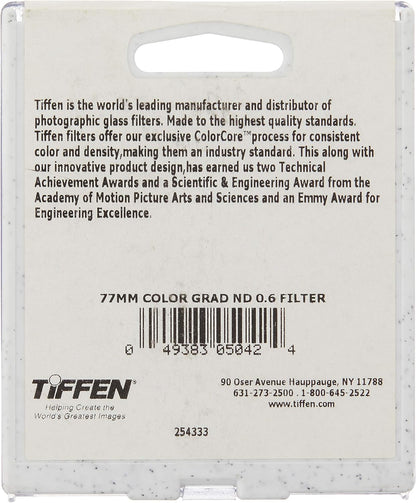 Tiffen is the world's leading manufacturer and distributor of
photographic glass filters. Made to the highest quality standards.
Tiffen filters offer our exclusive ColorCore™process for consistent
color and density,making them an industry standard. This along with
our innovative product design,has earned us two Technical
Achievement Awards and a Scientific & Engineering Award from the
Academy of Motion Picture Arts and Sciences and an Emmy Award for
Engineering Excellence.
77MM COLOR GRAD ND 0.6 FILTER
0 49383 05042 4
TIFFEN®
Helping Create the
World's Greatest Images
90 Oser Avenue Hauppauge, NY 11788
631-273-2500 . 1-800-645-2522
www.tiffen.com
254333